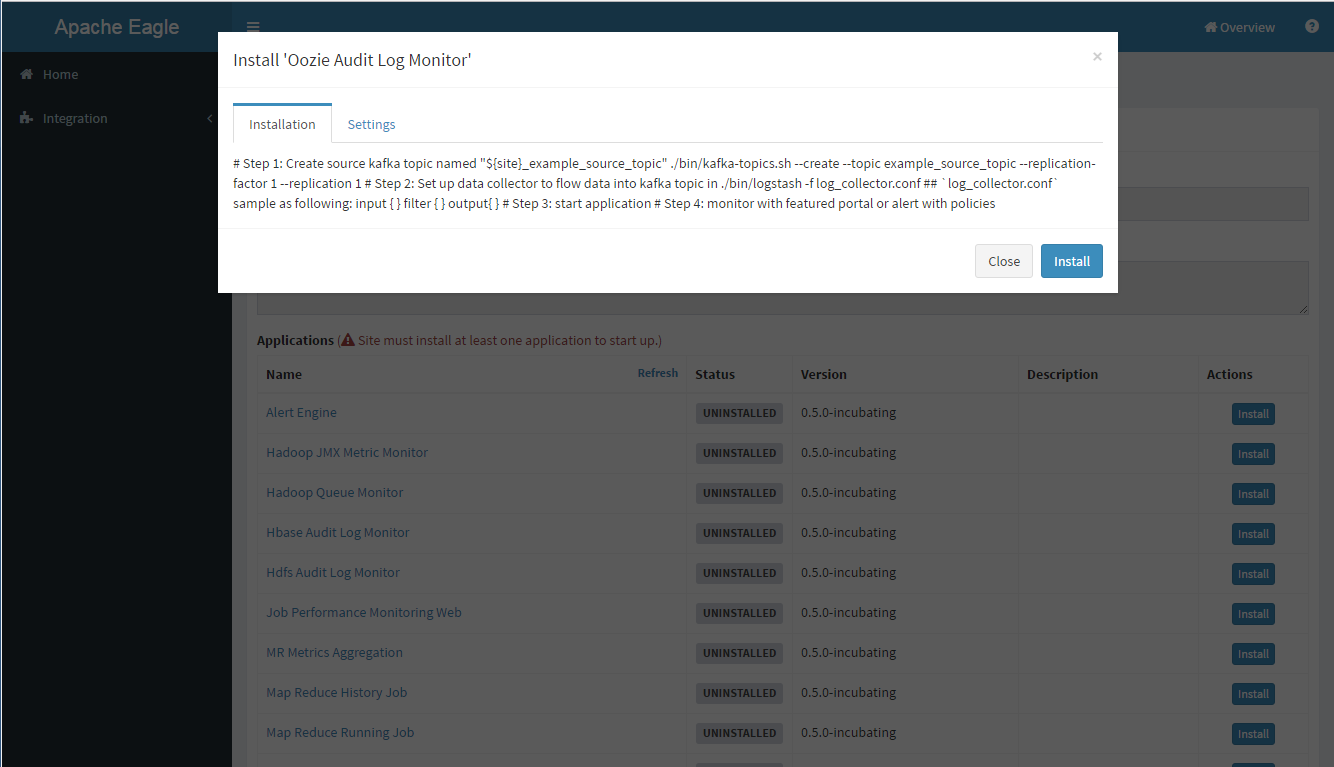 Apache Eagle
Overview
Install 'Oozie Audit Log Monitor'
×
Home
Integration
Installation Settings
# Step 1: Create source kafka topic named "${site}_example_source_topic" ./bin/kafka-topics.sh --create --topic example_source_topic --replication-
factor 1 --replication 1 # Step 2: Set up data collector to flow data into kafka topic in ./bin/logstash -f log_collector.conf ## `log_collector.conf`
sample as following: input { } filter { } output{ } # Step 3: start application # Step 4: monitor with featured portal or alert with policies
Close Install
Applications (Site must install at least one application to start up.)
Name Refresh Status Version Description Actions
Alert Engine UNINSTALLED 0.5.0-incubating Install
Hadoop JMX Metric Monitor UNINSTALLED 0.5.0-incubating Install
Hadoop Queue Monitor UNINSTALLED 0.5.0-incubating Install
Hbase Audit Log Monitor UNINSTALLED 0.5.0-incubating Install
Hdfs Audit Log Monitor UNINSTALLED 0.5.0-incubating Install
Job Performance Monitoring Web UNINSTALLED 0.5.0-incubating Install
MR Metrics Aggregation UNINSTALLED 0.5.0-incubating Install
Map Reduce History Job UNINSTALLED 0.5.0-incubating Install
Map Reduce Running Job UNINSTALLED 0.5.0-incubating Install